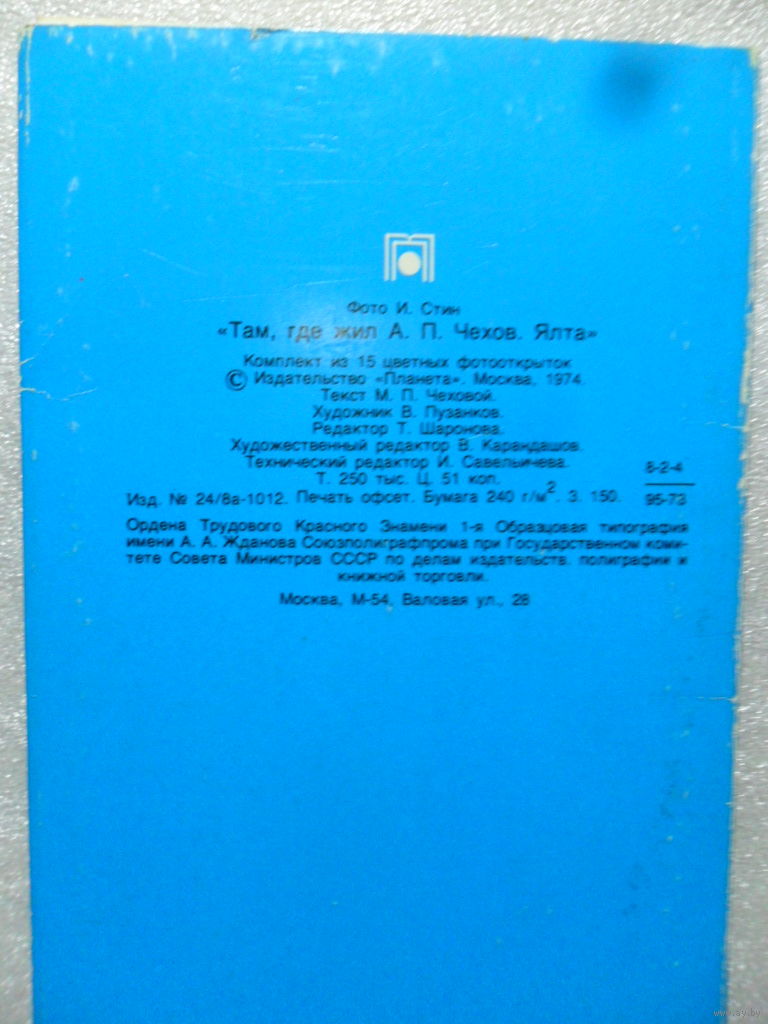 Фото И. Стин
«Там, где жил А. П. Чехов. Ялта»
Комплект из 15 цветных фотооткрыток
© Издательство «Планета». Москва, 1974.
Текст М. П. Чеховой.
Художник В. Пузанков.
Редактор Т. Шаронова.
Художественный редактор В. Карандашов.
Технический редактор И. Савельичева.
Т. 250 тыс. Ц. 51 коп.
Изд. № 24/8а-1012. Печать офсет. Бумага 240 г/м². З. 150.
8-2-4
95-73
Ордена Трудового Красного Знамени 1-я Образцовая типография
имени А. А. Жданова Союзполиграфпрома при Государственном коми-
тете Совета Министров СССР по делам издательств, полиграфии и
книжной торговли.
Москва, М-54, Валовая ул., 28
www.ay.by